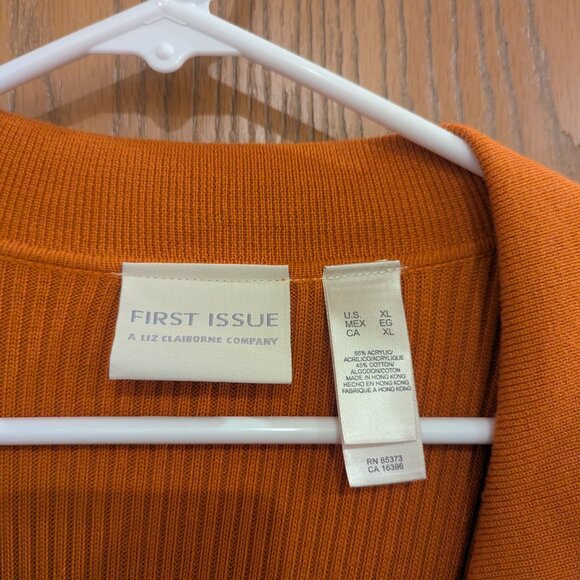 FIRST ISSUE
A LIZ CLAIBORNE COMPANY
U.S. XL
MEX EG
CA XL
55% ACRYLIC/
ACRILICO/ACRYLIQUE
45% COTTON/
ALGODON/COTON
MADE IN HONG KONG
HECHO EN HONG KONG
FABRIQUE A HONG KONG
RN 85373
CA 16396